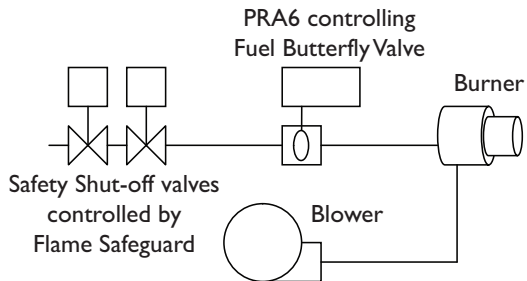 PRA6 controlling
Fuel Butterfly Valve
Burner
Safety Shut-off valves
controlled by
Flame Safeguard
Blower